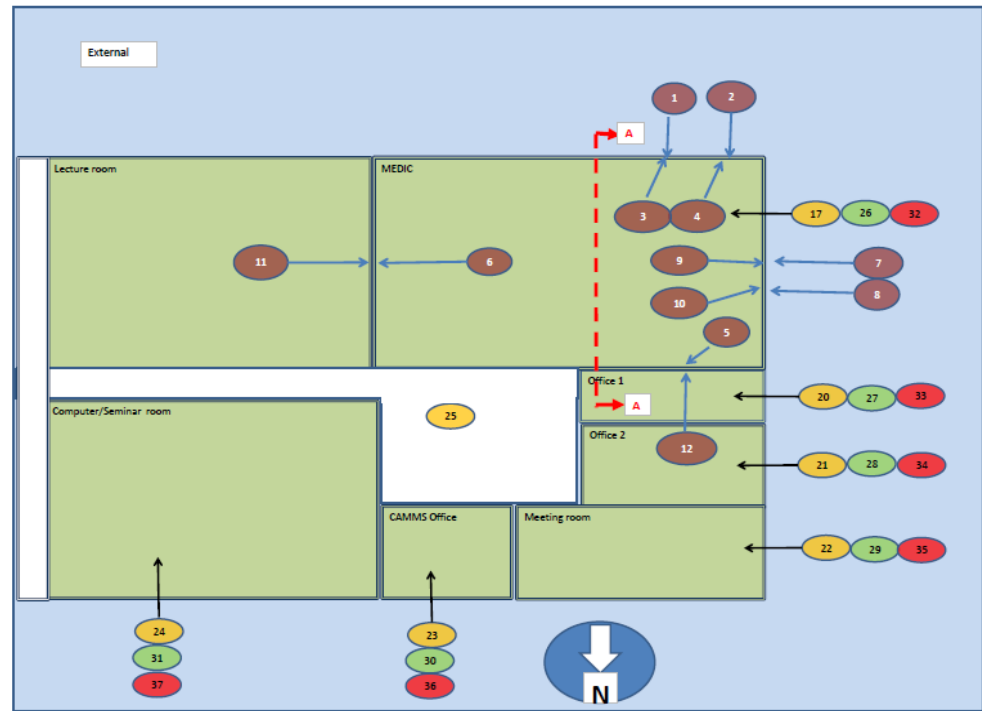 External
1 2
A
Lecture room MEDIC
3 4 17 26 32
11 6 9 7
10 8
5
Office 1
25 A 20 27 33
Computer/Seminar room
Office 2
12
21 28 34
CAMMS Office Meeting room
22 29 35
24 23
31 30
37 36
N